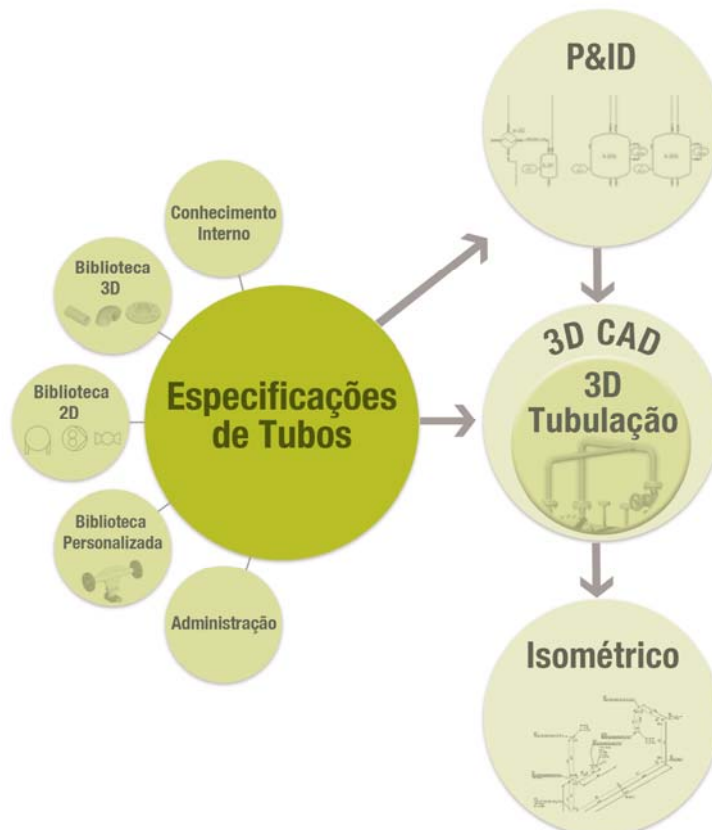 P&ID
Conhecimento
Interno
Biblioteca
3D
Biblioteca
2D
Biblioteca
Personalizada
Administração
Especificações
de Tubos
3D CAD
3D
Tubulação
Isométrico